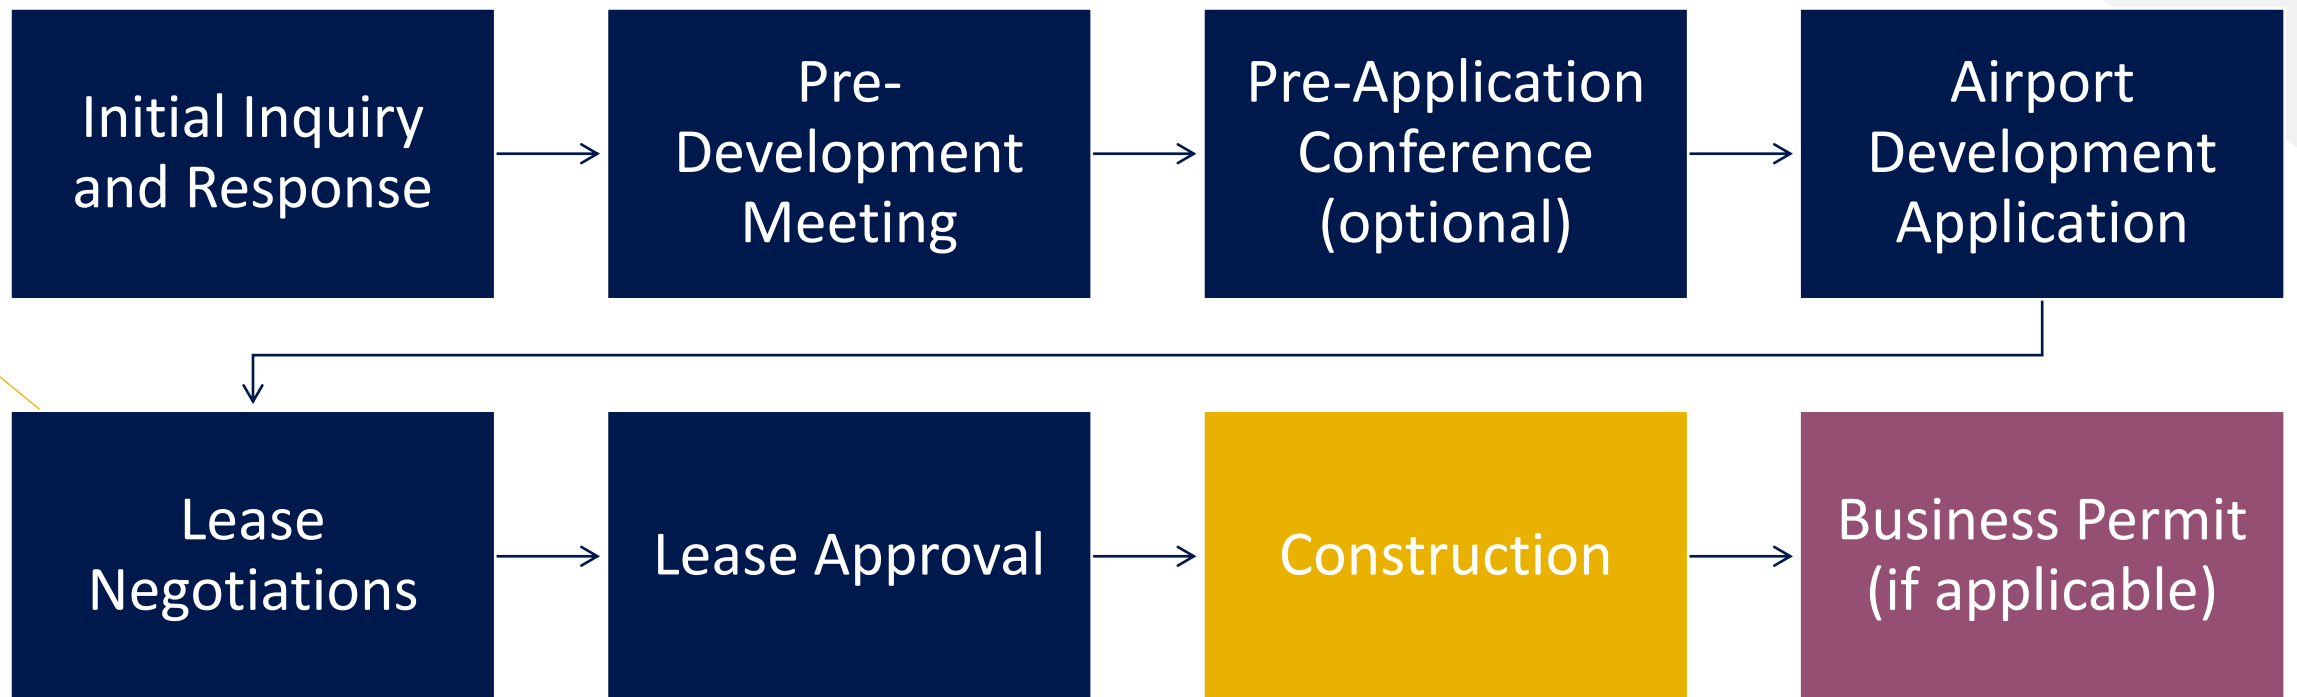 Initial Inquiry
and Response
Pre-
Development
Meeting
Pre-Application
Conference
(optional)
Airport
Development
Application
Lease
Negotiations
Lease Approval
Construction
Business Permit
(if applicable)